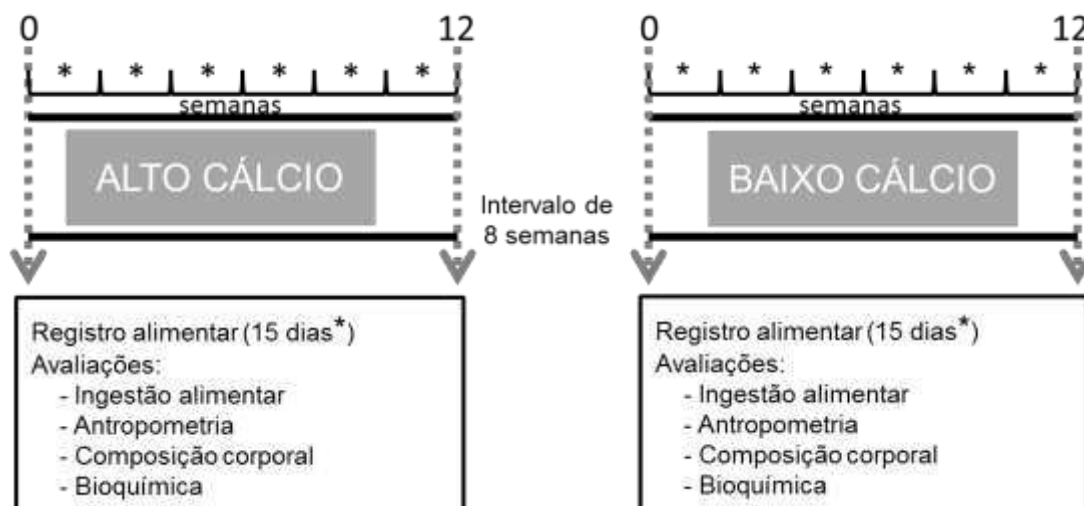 0 12
* * * * * *
semanas
ALTO CÁLCIO
Registro alimentar (15 dias*)
Avaliações:
- Ingestão alimentar
- Antropometria
- Composição corporal
- Bioquímica
Intervalo de
8 semanas
0 12
* * * * * *
semanas
BAIXO CÁLCIO
Registro alimentar (15 dias*)
Avaliações:
- Ingestão alimentar
- Antropometria
- Composição corporal
- Bioquímica